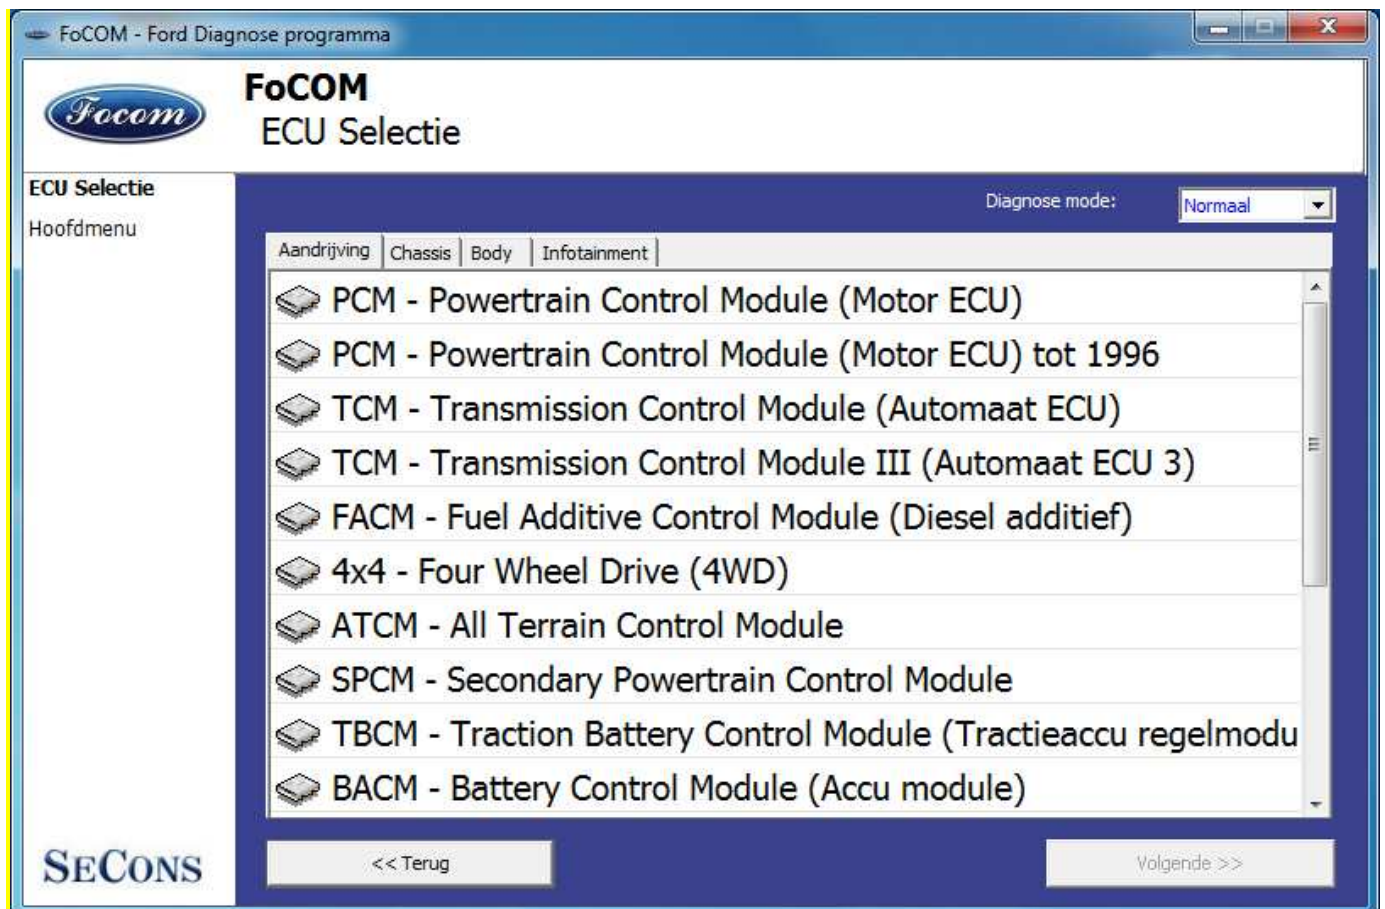 FoCOM - Ford Diagnose programma
Focom
FoCOM
ECU Selectie
ECU Selectie
Hoofdmenu
Diagnose mode:
Normaal
Aandrijving Chassis Body Infotainment
PCM - Powertrain Control Module (Motor ECU)
PCM - Powertrain Control Module (Motor ECU) tot 1996
TCM - Transmission Control Module (Automaat ECU)
TCM - Transmission Control Module III (Automaat ECU 3)
FACM - Fuel Additive Control Module (Diesel additief)
4x4 - Four Wheel Drive (4WD)
ATCM - All Terrain Control Module
SPCM - Secondary Powertrain Control Module
TBCM - Traction Battery Control Module (Tractieaccu regelmodu
BACM - Battery Control Module (Accu module)
SECONS
<< Terug
Volgende >>